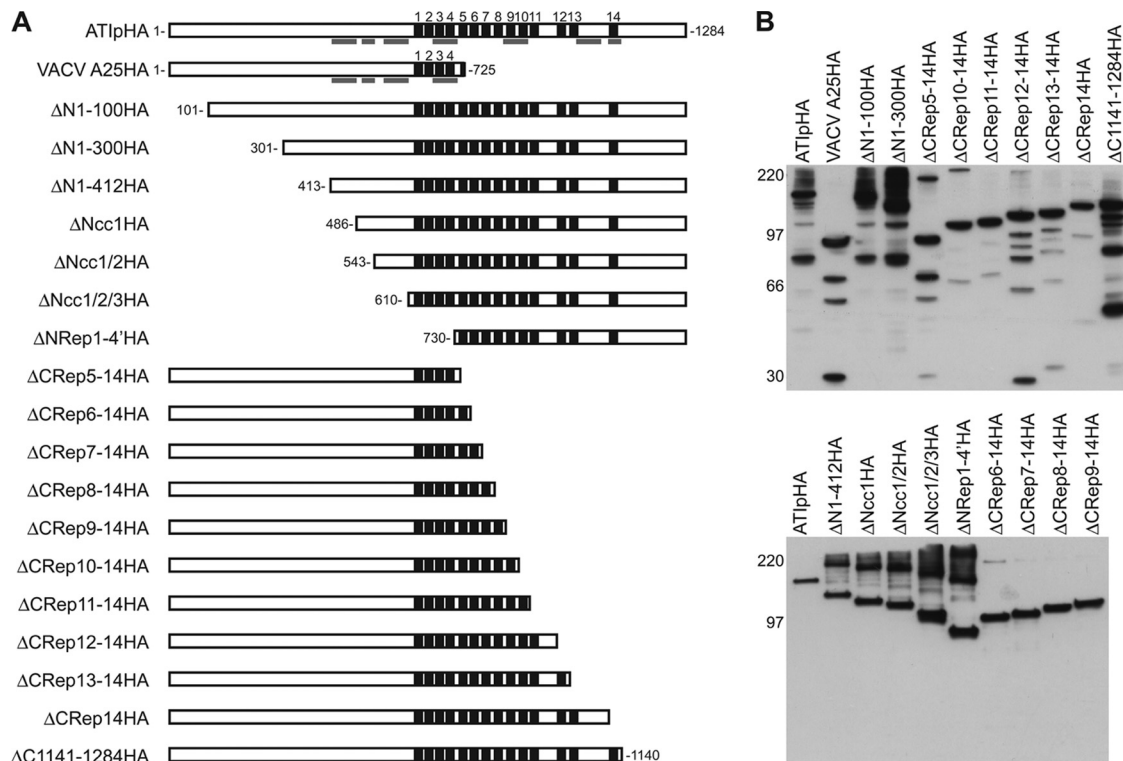 A
1 2 3 4 5 6 7 8 9 10 11 12 13 14
ATIpHA 1- -1284
1 2 3 4
VACV A25HA 1- -725
ΔN1-100HA 101-
ΔN1-300HA 301-
ΔN1-412HA 413-
ΔNcc1HA 486-
ΔNcc1/2HA 543-
ΔNcc1/2/3HA 610-
ΔNRep1-4'HA 730-
ΔCRep5-14HA
ΔCRep6-14HA
ΔCRep7-14HA
ΔCRep8-14HA
ΔCRep9-14HA
ΔCRep10-14HA
ΔCRep11-14HA
ΔCRep12-14HA
ΔCRep13-14HA
ΔCRep14HA
ΔC1141-1284HA -1140
B
ATIpHA
VACV A25HA
ΔN1-100HA
ΔN1-300HA
ΔCRep5-14HA
ΔCRep10-14HA
ΔCRep11-14HA
ΔCRep12-14HA
ΔCRep13-14HA
ΔCRep14HA
ΔC1141-1284HA
220
97
66
30
ATIpHA
ΔN1-412HA
ΔNcc1HA
ΔNcc1/2HA
ΔNcc1/2/3HA
ΔNRep1-4'HA
ΔCRep6-14HA
ΔCRep7-14HA
ΔCRep8-14HA
ΔCRep9-14HA
220
97